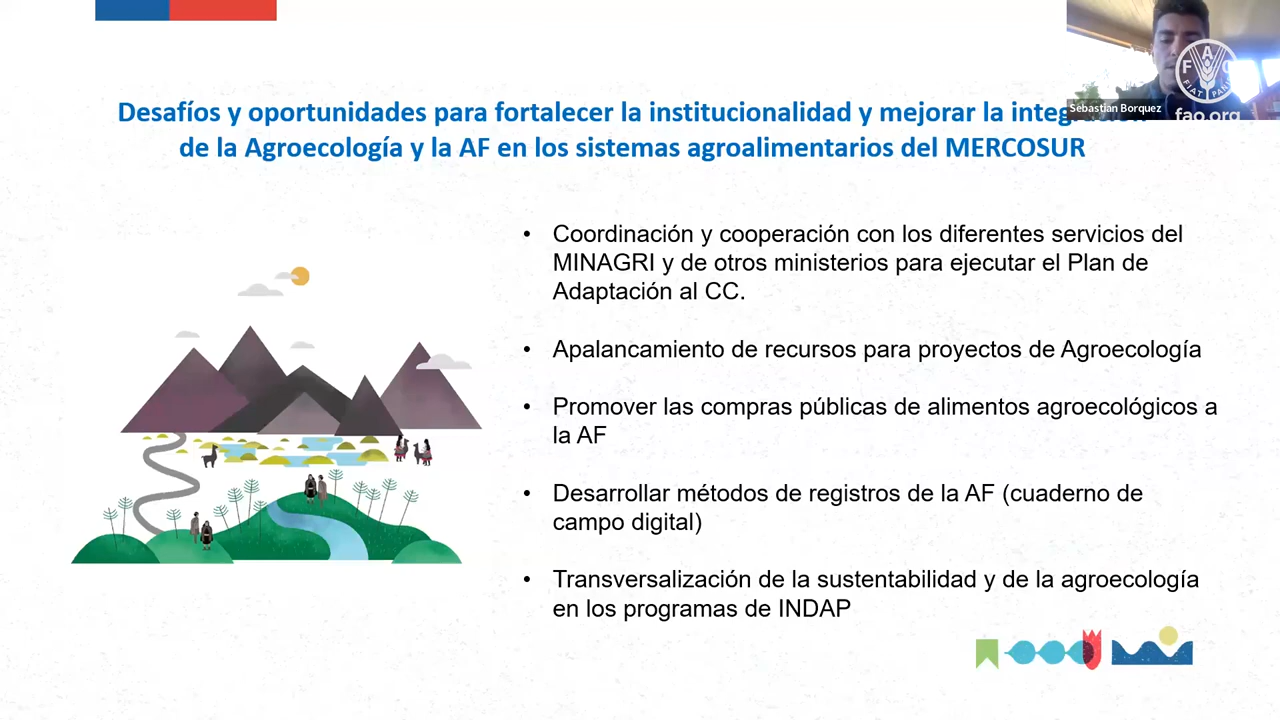 Desafíos y oportunidades para fortalecer la institucionalidad y mejorar la
de la Agroecología y la AF en los sistemas agroalimentarios del MERCOSUR
Sebastian Borquez
FAO
FIAT PANIS
fao.org
• Coordinación y cooperación con los diferentes servicios del
MINAGRI y de otros ministerios para ejecutar el Plan de
Adaptación al CC.
• Apalancamiento de recursos para proyectos de Agroecología
• Promover las compras públicas de alimentos agroecológicos a
la AF
• Desarrollar métodos de registros de la AF (cuaderno de
campo digital)
• Transversalización de la sustentabilidad y de la agroecología
en los programas de INDAP